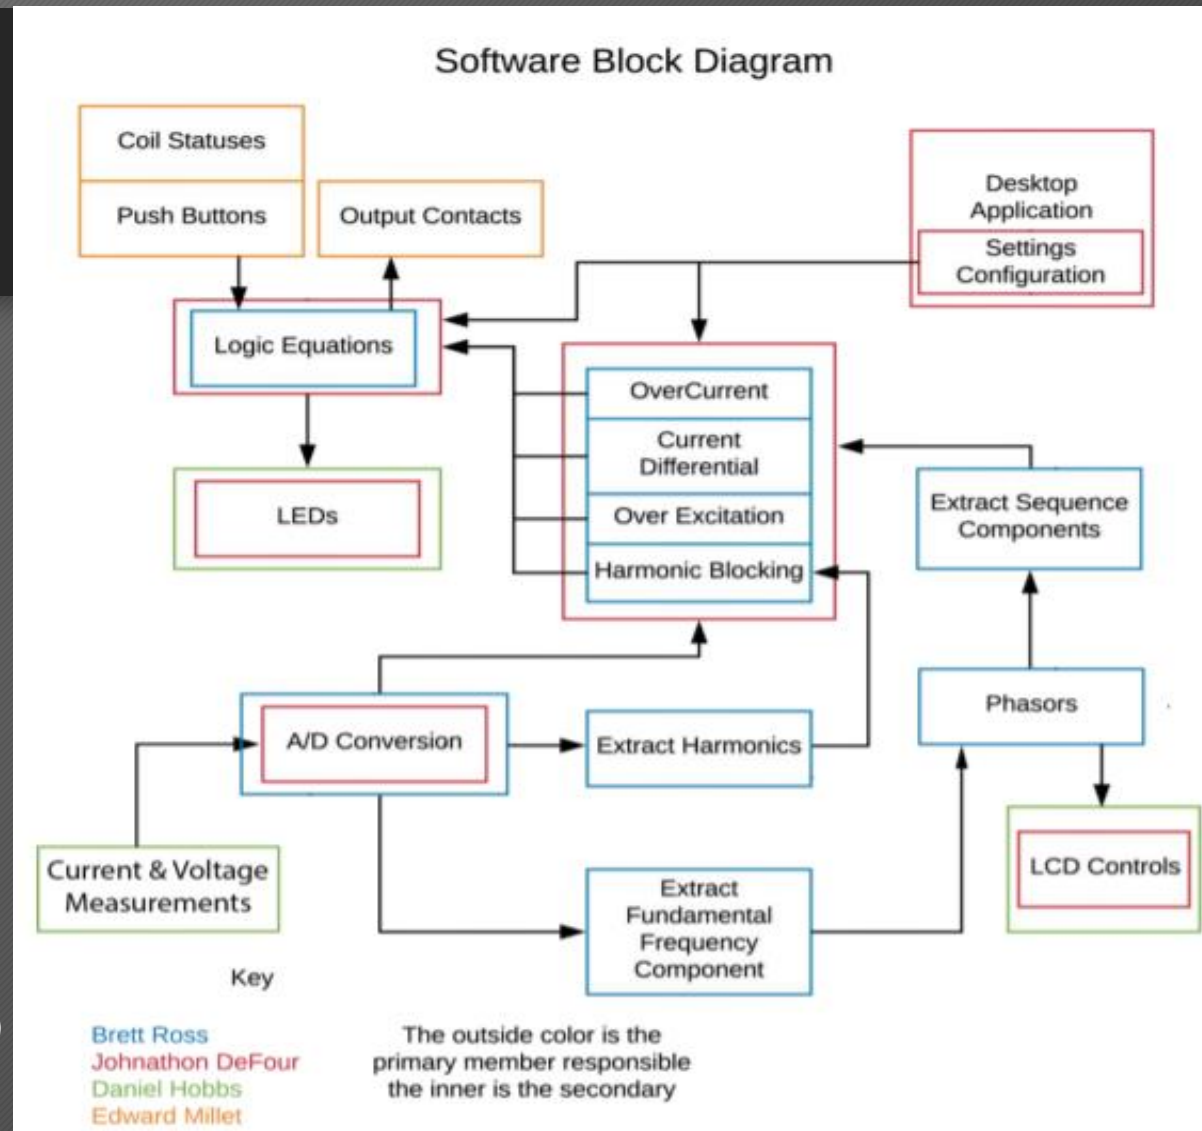 Software Block Diagram
Coil Statuses
Push Buttons
Output Contacts
Desktop
Application
Settings
Configuration
Logic Equations
OverCurrent
Current
Differential
Over Excitation
Harmonic Blocking
LEDs
Extract Sequence
Components
Phasors
A/D Conversion
Extract Harmonics
LCD Controls
Current & Voltage
Measurements
Extract
Fundamental
Frequency
Component
Key
Brett Ross
Johnathon DeFour
Daniel Hobbs
Edward Millet
The outside color is the
primary member responsible
the inner is the secondary